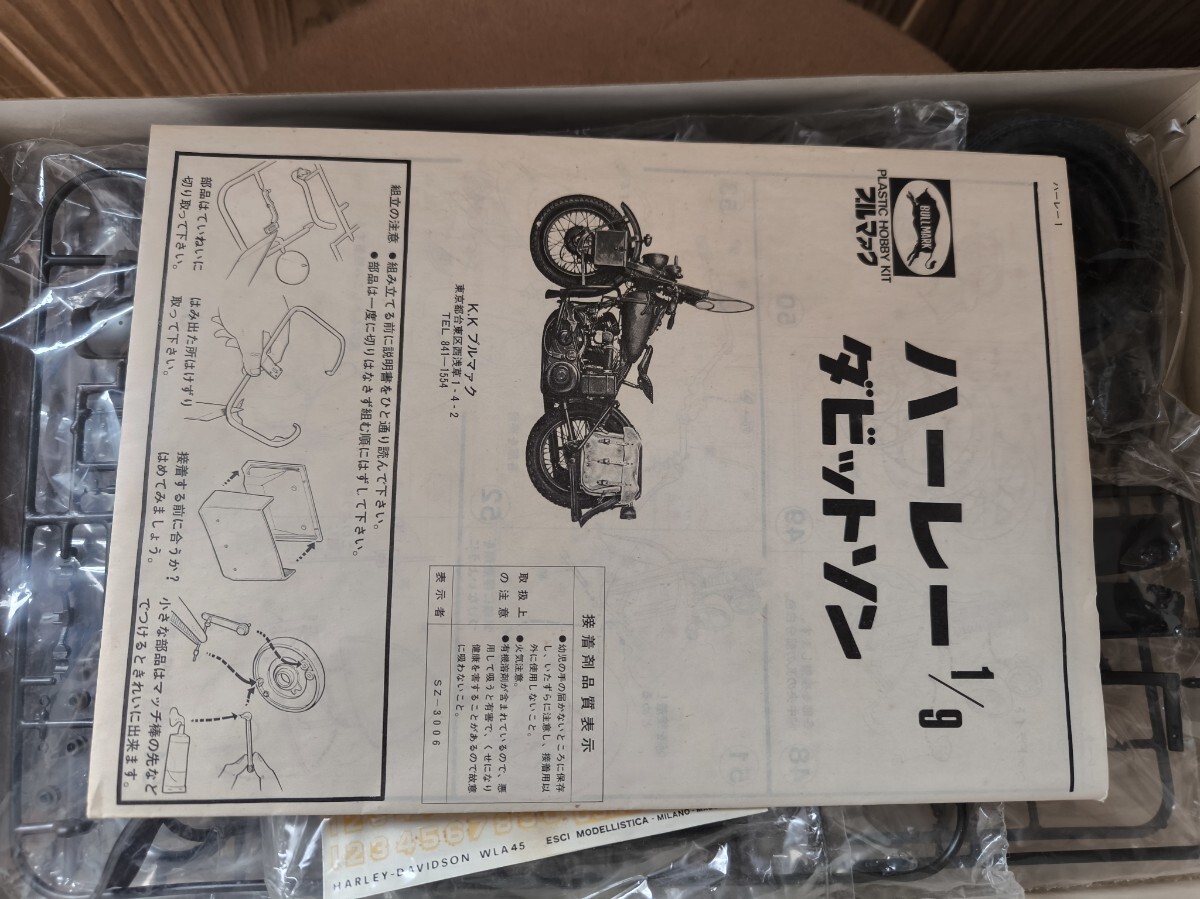 ハーレー 1
BULLMARK
PLASTIC HOBBY KIT
ブルマァク
ハーレー 1/9
ダビットソン
K.K ブルマァク
東京都台東区西浅草1-4-2
TEL 841-1554
接着剤品質表示
取扱上の注意
●幼児の手の届かないところに保存
し、いたずらに注意し、接着用以
外に使用しないこと。
●火気注意。
●有機溶剤が含まれているので、悪
用して吸うと有害で、くせになり
健康を害することがあるので故意
に吸わないこと。
表示者
SZ-3006
組立の注意
●組み立てる前に説明書をひと通り読んで下さい。
●部品は一度に切りはなさず組む順にはずして下さい。
部品はていねいに
切り取って下さい。
はみ出た所はけずり
取って下さい。
接着する前に合うか?
はめてみましょう。
小さな部品はマッチ棒の先など
でつけるときれいに出来ます。
ESCI MODELLISTICA - MILANO -
HARLEY-DAVIDSON WLA45